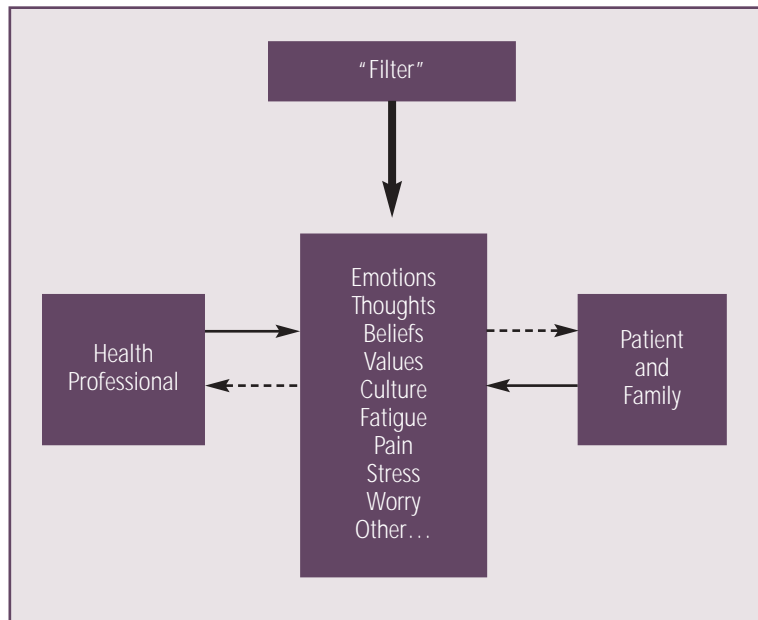 “Filter”
Emotions
Thoughts
Beliefs
Values
Culture
Fatigue
Pain
Stress
Worry
Other…
Health
Professional
Patient
and
Family